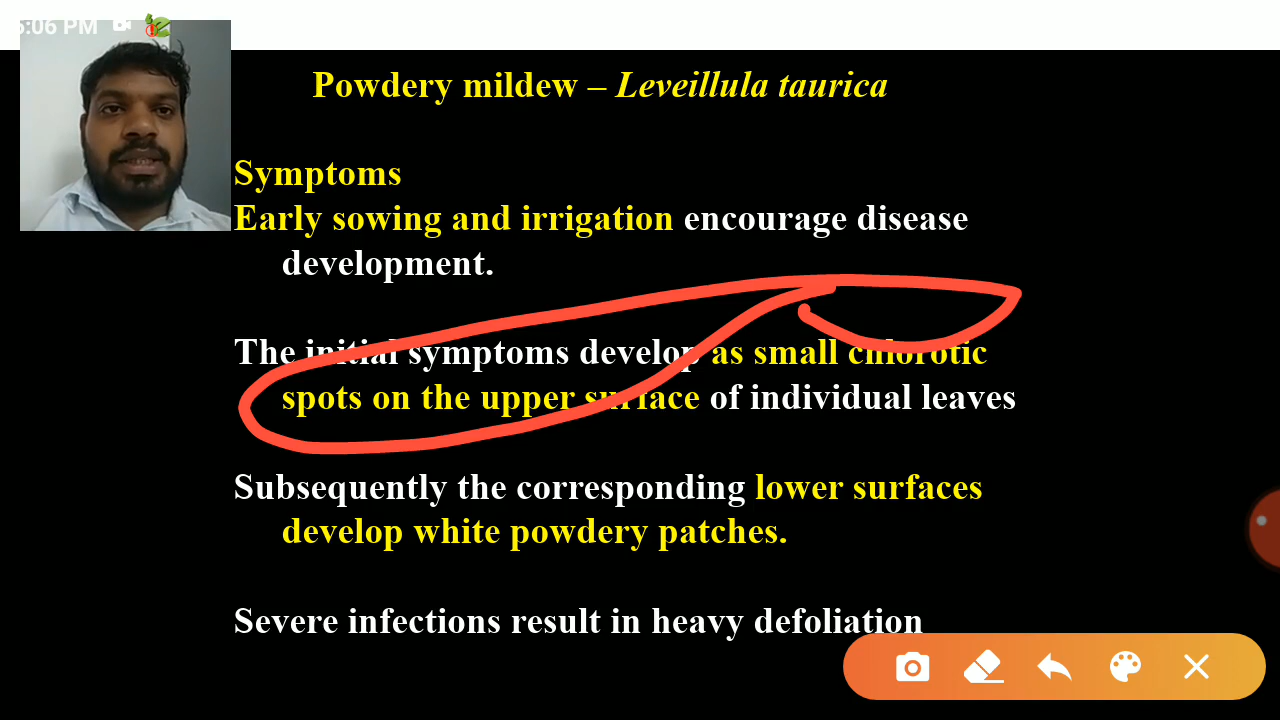 :06 PM
Powdery mildew – Leveillula taurica
Symptoms
Early sowing and irrigation encourage disease
development.
The initial symptoms develop as small chlorotic
spots on the upper surface of individual leaves
Subsequently the corresponding lower surfaces
develop white powdery patches.
Severe infections result in heavy defoliation